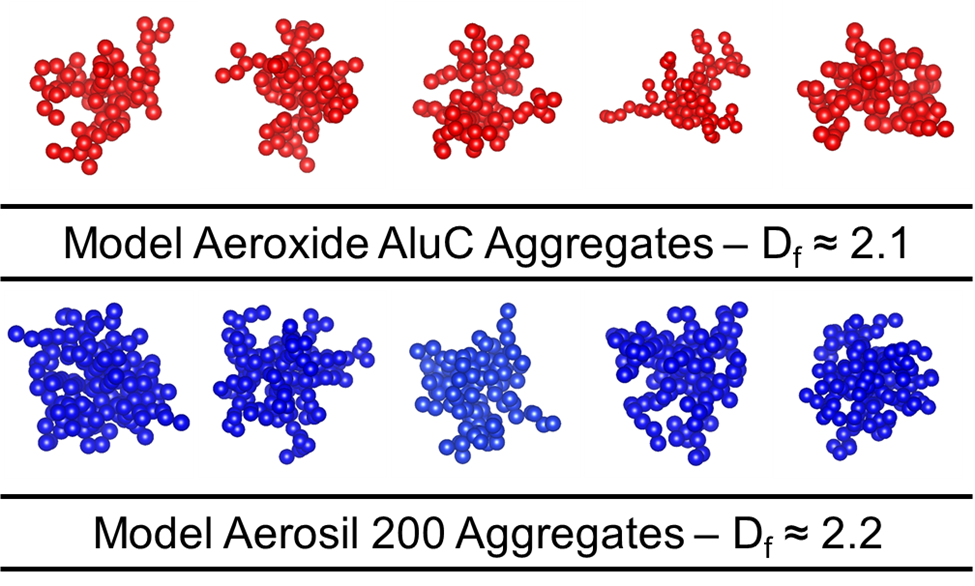 Model Aeroxide AluC Aggregates – Df ≈ 2.1
Model Aerosil 200 Aggregates – Df ≈ 2.2